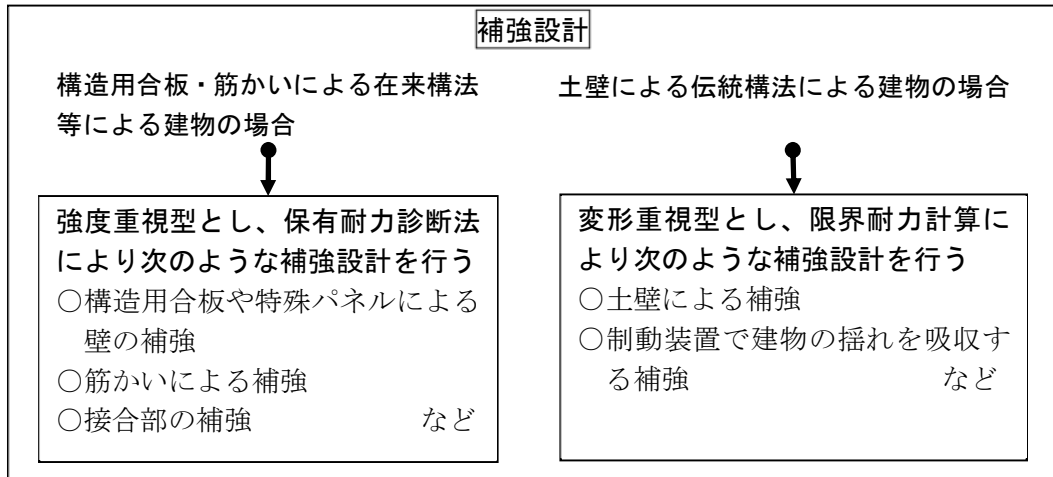 補強設計
構造用合板・筋かいによる在来構法
等による建物の場合
強度重視型とし、保有耐力診断法
により次のような補強設計を行う
○構造用合板や特殊パネルによる
壁の補強
○筋かいによる補強
○接合部の補強 など
土壁による伝統構法による建物の場合
変形重視型とし、限界耐力計算に
より次のような補強設計を行う
○土壁による補強
○制動装置で建物の揺れを吸収す
る補強 など